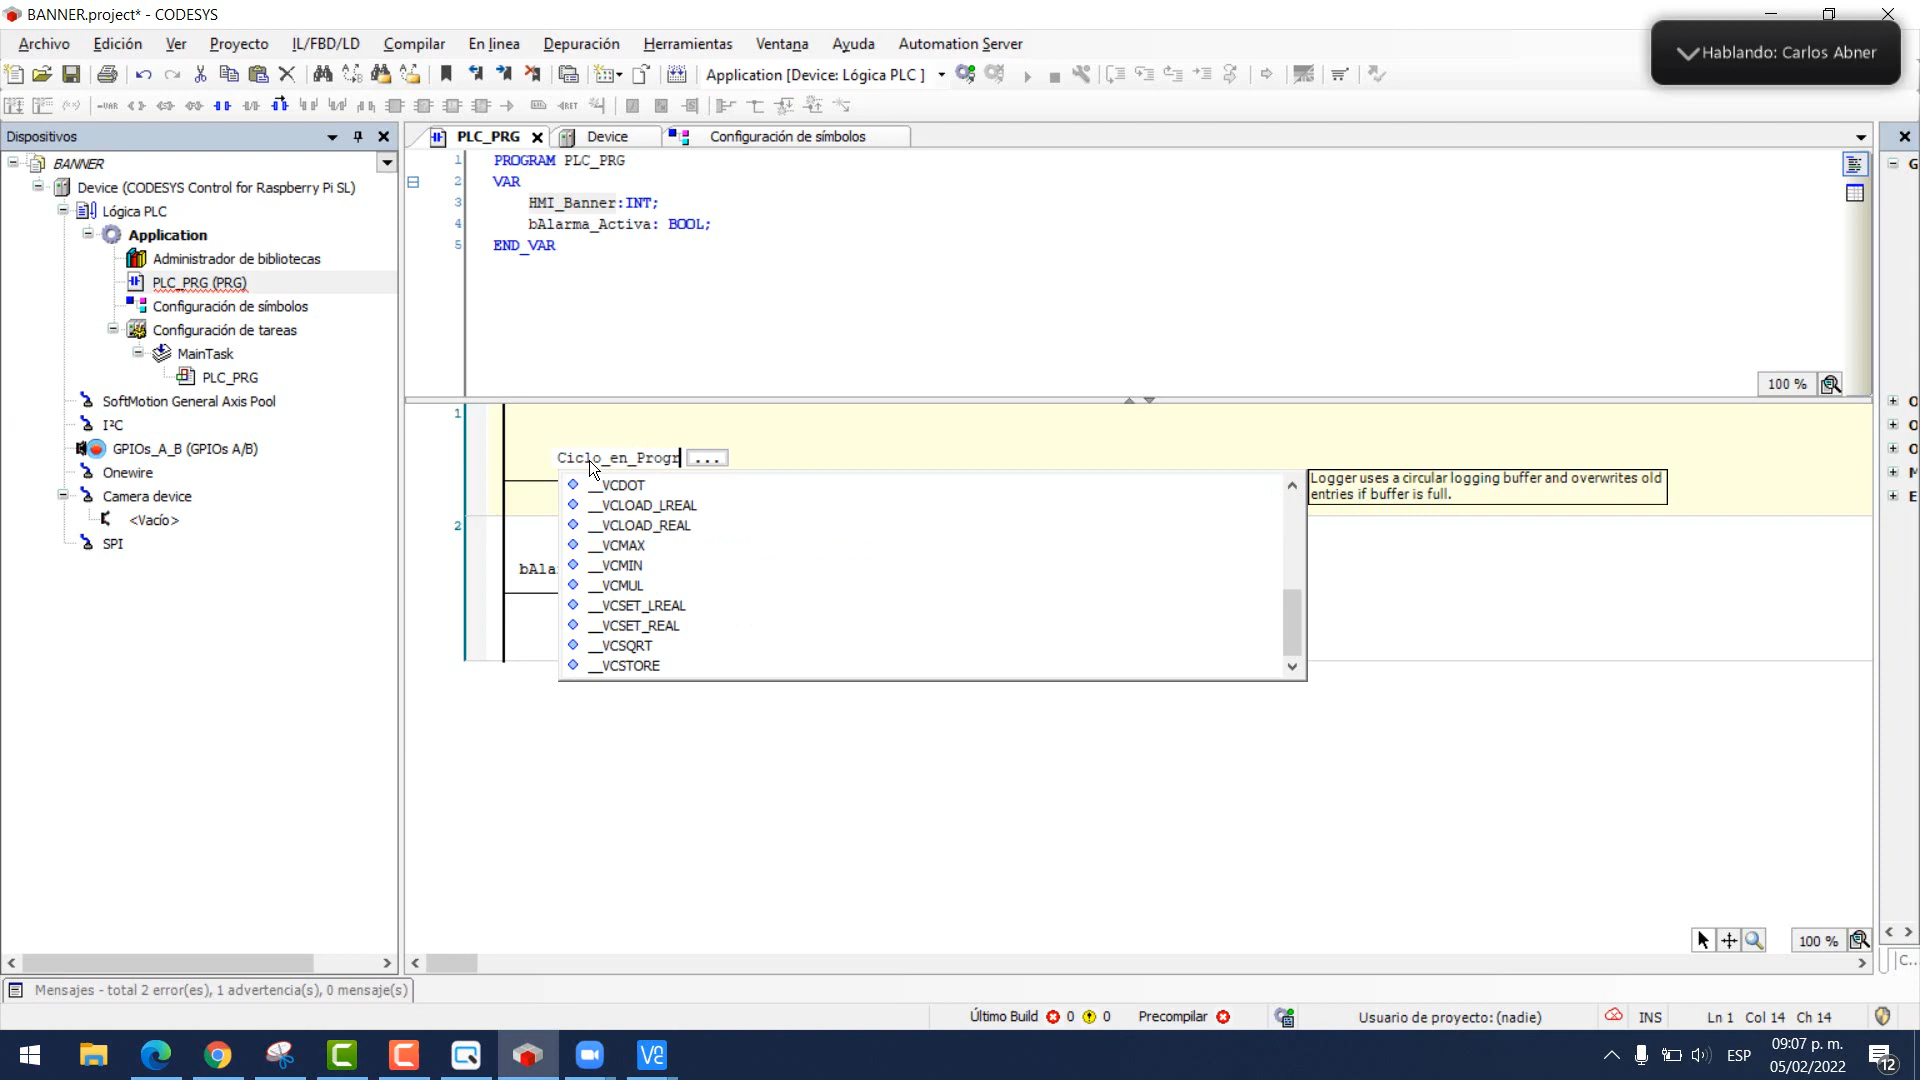 BANNER.project* - CODESYS
Archivo Edición Ver Proyecto IL/FBD/LD Compilar En línea Depuración Herramientas Ventana Ayuda Automation Server
Hablando: Carlos Abner
Application [Device: Lógica PLC ]
Dispositivos
BANNER
Device (CODESYS Control for Raspberry Pi SL)
Lógica PLC
Application
Administrador de bibliotecas
PLC_PRG (PRG)
Configuración de símbolos
Configuración de tareas
MainTask
PLC_PRG
SoftMotion General Axis Pool
I²C
GPIOs_A_B (GPIOs A/B)
Onewire
Camera device
<Vacío>
SPI
PLC_PRG Device Configuración de símbolos
1 PROGRAM PLC_PRG
2 VAR
3 HMI_Banner:INT;
4 bAlarma_Activa: BOOL;
5 END_VAR
100 %
1
Ciclo_en_Progr ...
__VCDOT
__VCLOAD_LREAL
__VCLOAD_REAL
__VCMAX
__VCMIN
__VCMUL
__VCSET_LREAL
__VCSET_REAL
__VCSQRT
__VCSTORE
Logger uses a circular logging buffer and overwrites old
entries if buffer is full.
2
bAla
100 %
Mensajes - total 2 error(es), 1 advertencia(s), 0 mensaje(s)
Último Build 0 0 Precompilar Usuario de proyecto: (nadie) INS Ln 1 Col 14 Ch 14
ESP
09:07 p. m.
05/02/2022
12